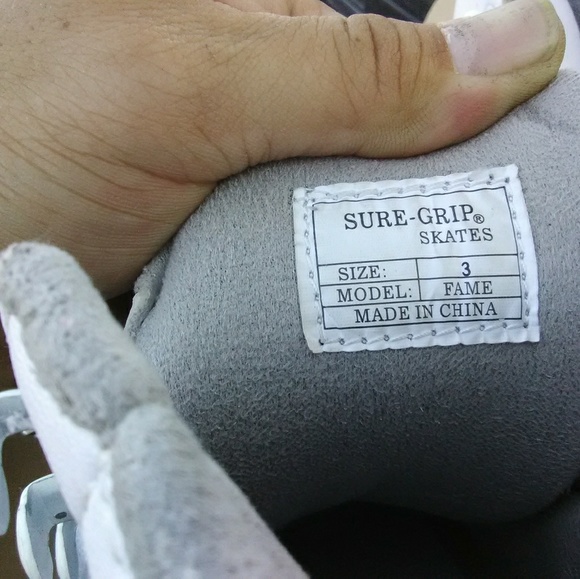 SURE-GRIP®
SKATES
SIZE: 3
MODEL: FAME
MADE IN CHINA